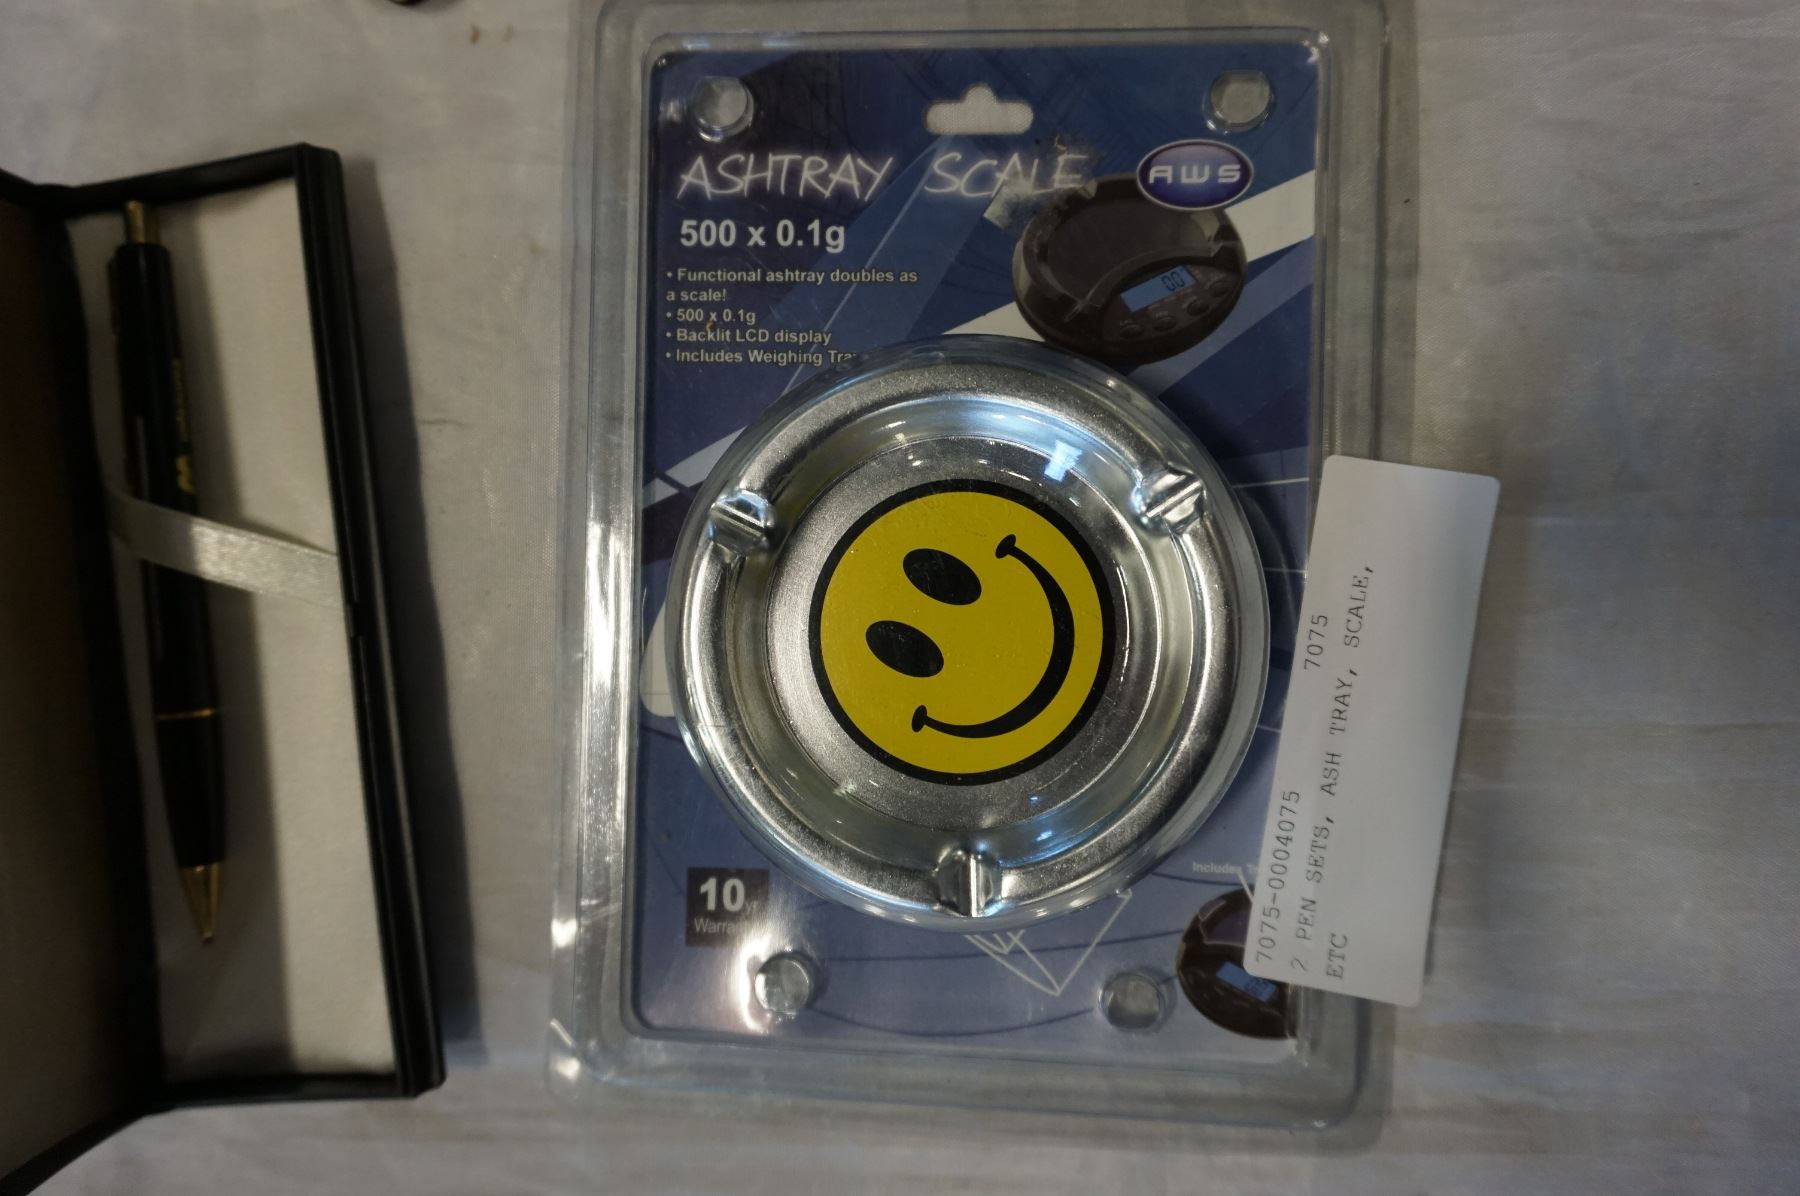 ASHTRAY SCALE
AWS
500 x 0.1g
• Functional ashtray doubles as
a scale!
• 500 x 0.1g
• Backlit LCD display
• Includes Weighing
10
7075-0004075 7075
2 PEN SETS, ASH TRAY, SCALE,
ETC
Includes